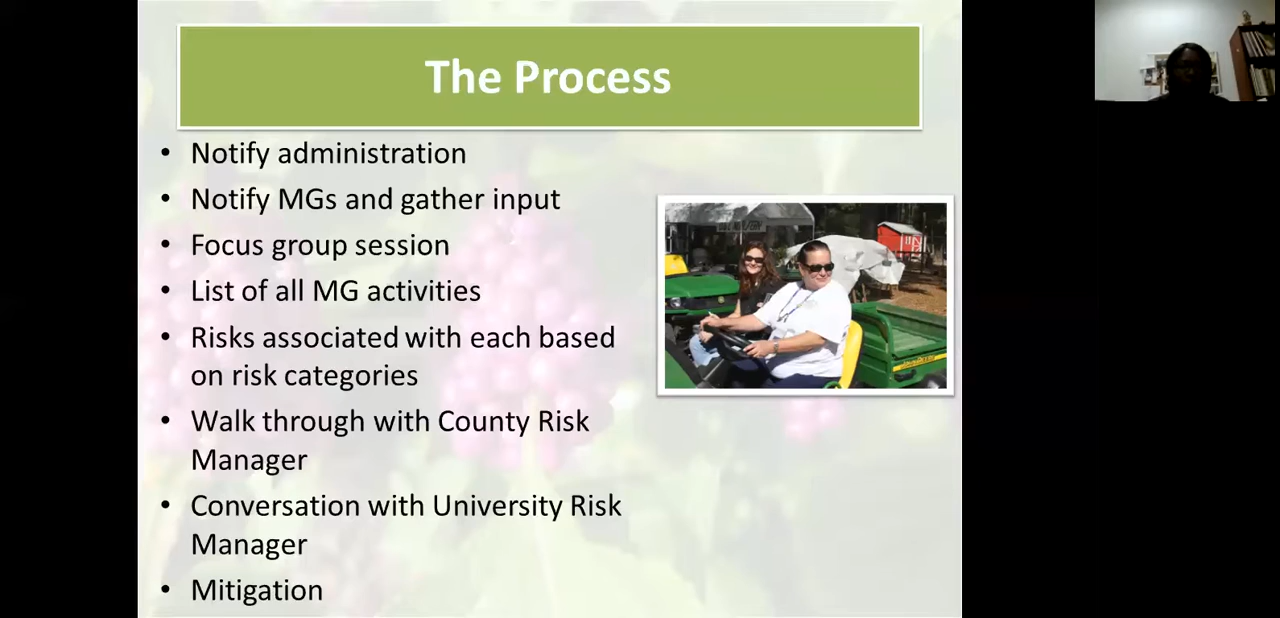 The Process
• Notify administration
• Notify MGs and gather input
• Focus group session
• List of all MG activities
• Risks associated with each based
on risk categories
• Walk through with County Risk
Manager
• Conversation with University Risk
Manager
• Mitigation